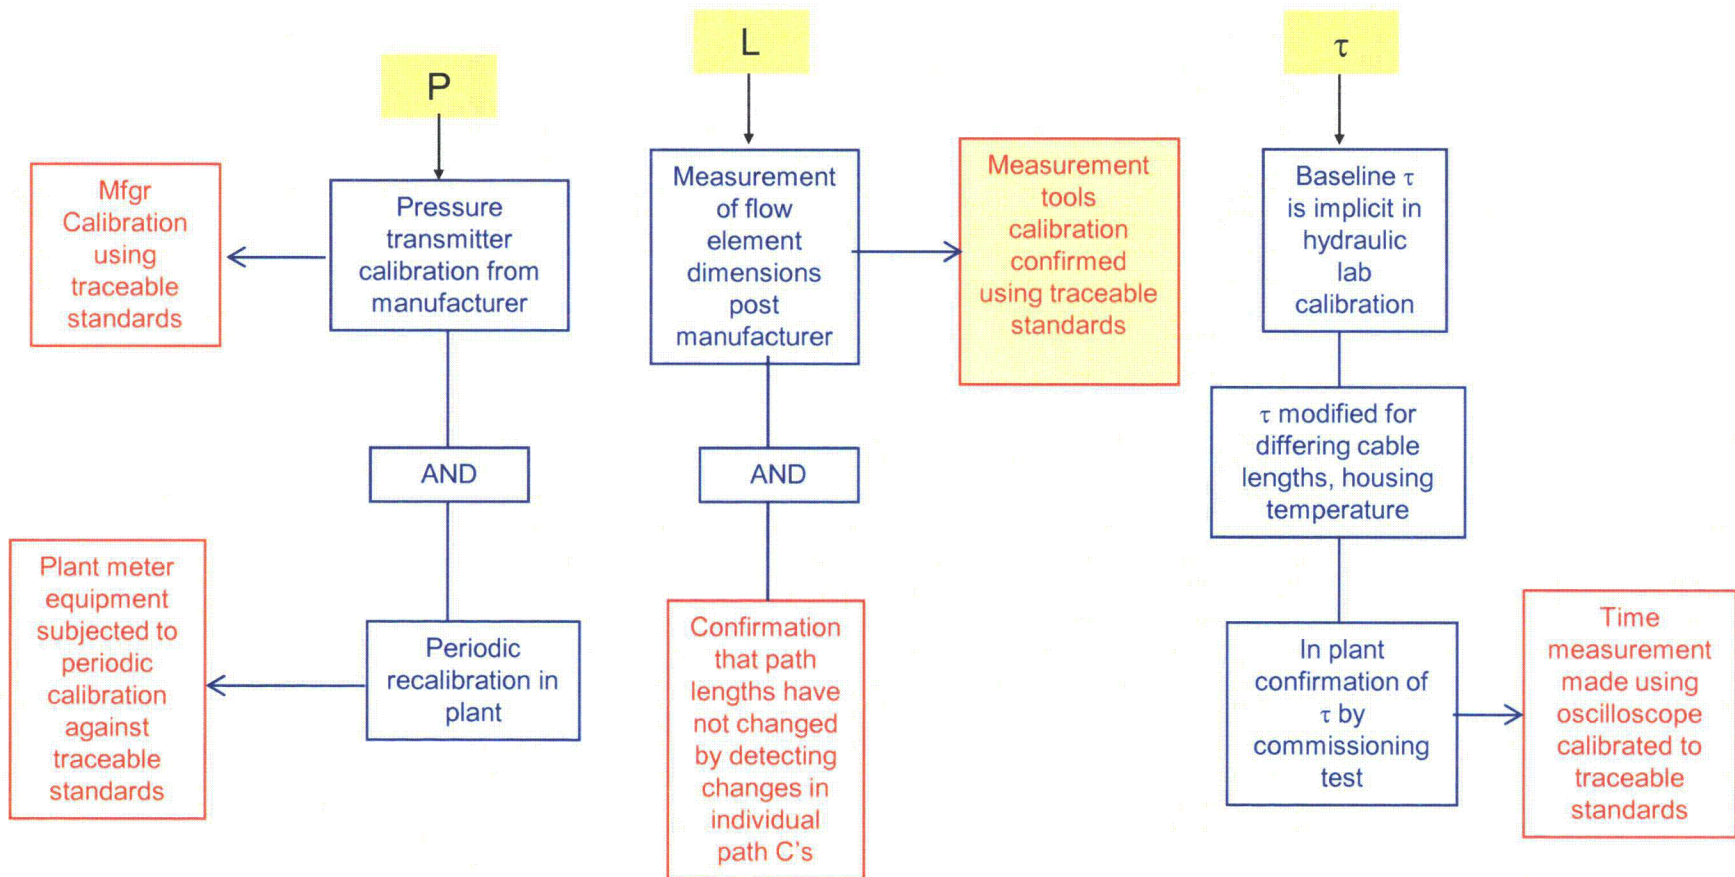 P
Mfgr
Calibration
using
traceable
standards
Pressure
transmitter
calibration from
manufacturer
AND
Plant meter
equipment
subjected to
periodic
calibration
against
traceable
standards
Periodic
recalibration in
plant
L
Measurement
of flow
element
dimensions
post
manufacturer
Measurement
tools
calibration
confirmed
using traceable
standards
AND
Confirmation
that path
lengths have
not changed
by detecting
changes in
individual
path C's
τ
Baseline τ
is implicit in
hydraulic
lab
calibration
τ modified for
differing cable
lengths, housing
temperature
In plant
confirmation of
τ by
commissioning
test
Time
measurement
made using
oscilloscope
calibrated to
traceable
standards